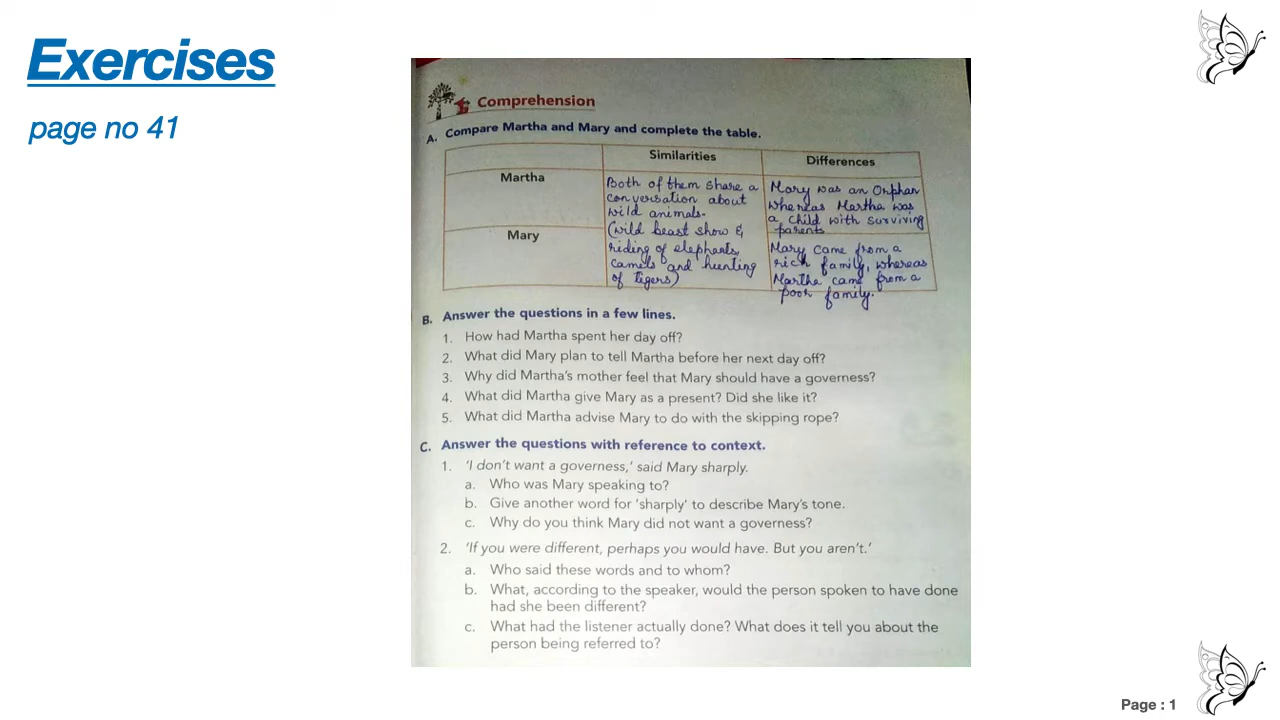 Exercises
page no 41
Comprehension
A. Compare Martha and Mary and complete the table.
Similarities
Differences
Martha
Mary
Both of them share a
conversation about
wild animals.
(wild beast show &
riding of elephants,
camels and hunting
of tigers)
Mary was an Orphan
whereas Martha was
a child with surviving
parents
Mary came from a
rich family, whereas
Martha came from a
poor family.
B. Answer the questions in a few lines.
1. How had Martha spent her day off?
2. What did Mary plan to tell Martha before her next day off?
3. Why did Martha's mother feel that Mary should have a governess?
4. What did Martha give Mary as a present? Did she like it?
5. What did Martha advise Mary to do with the skipping rope?
C. Answer the questions with reference to context.
1. 'I don't want a governess,' said Mary sharply.
a. Who was Mary speaking to?
b. Give another word for 'sharply' to describe Mary's tone.
c. Why do you think Mary did not want a governess?
2. 'If you were different, perhaps you would have. But you aren't.'
a. Who said these words and to whom?
b. What, according to the speaker, would the person spoken to have done
had she been different?
c. What had the listener actually done? What does it tell you about the
person being referred to?
Page : 1